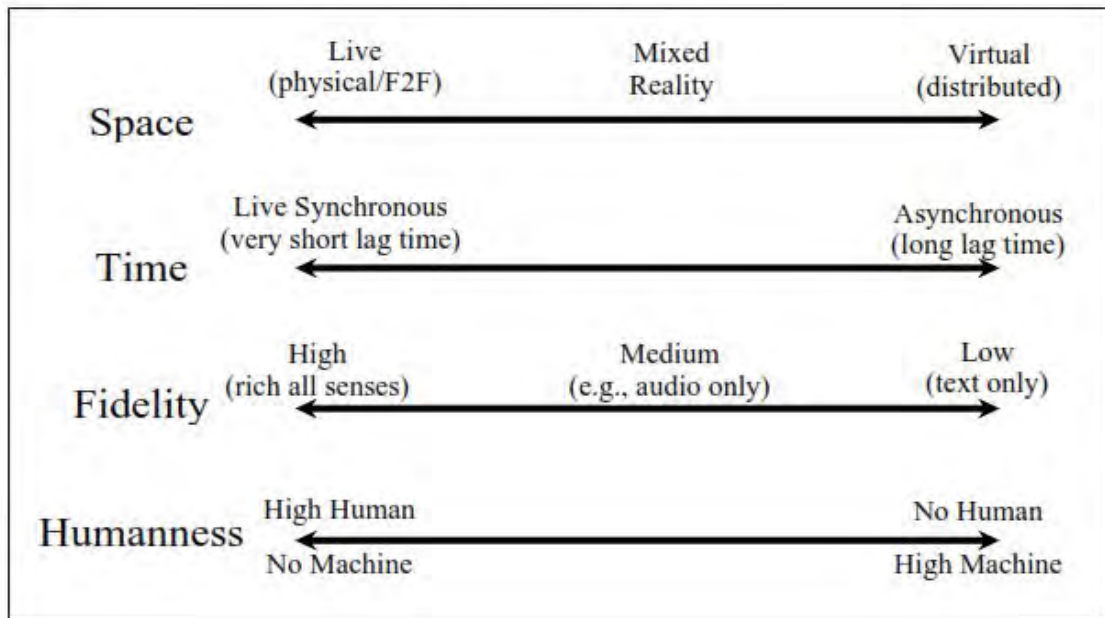 Live
(physical/F2F)
Mixed
Reality
Virtual
(distributed)
Space
Live Synchronous
(very short lag time)
Asynchronous
(long lag time)
Time
High
(rich all senses)
Medium
(e.g., audio only)
Low
(text only)
Fidelity
High Human
No Human
Humanness
No Machine
High Machine